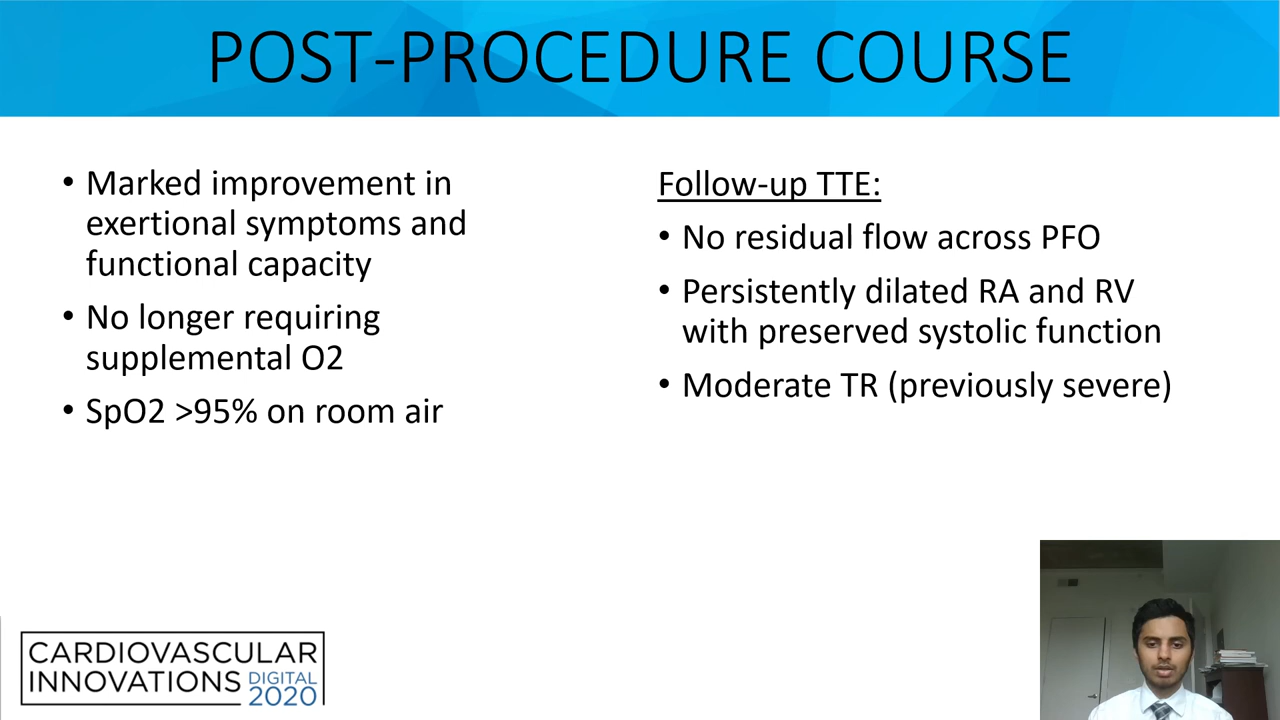 POST-PROCEDURE COURSE
• Marked improvement in
exertional symptoms and
functional capacity
• No longer requiring
supplemental O2
• SpO2 >95% on room air
Follow-up TTE:
• No residual flow across PFO
• Persistently dilated RA and RV
with preserved systolic function
• Moderate TR (previously severe)
CARDIOVASCULAR
INNOVATIONS DIGITAL
2020